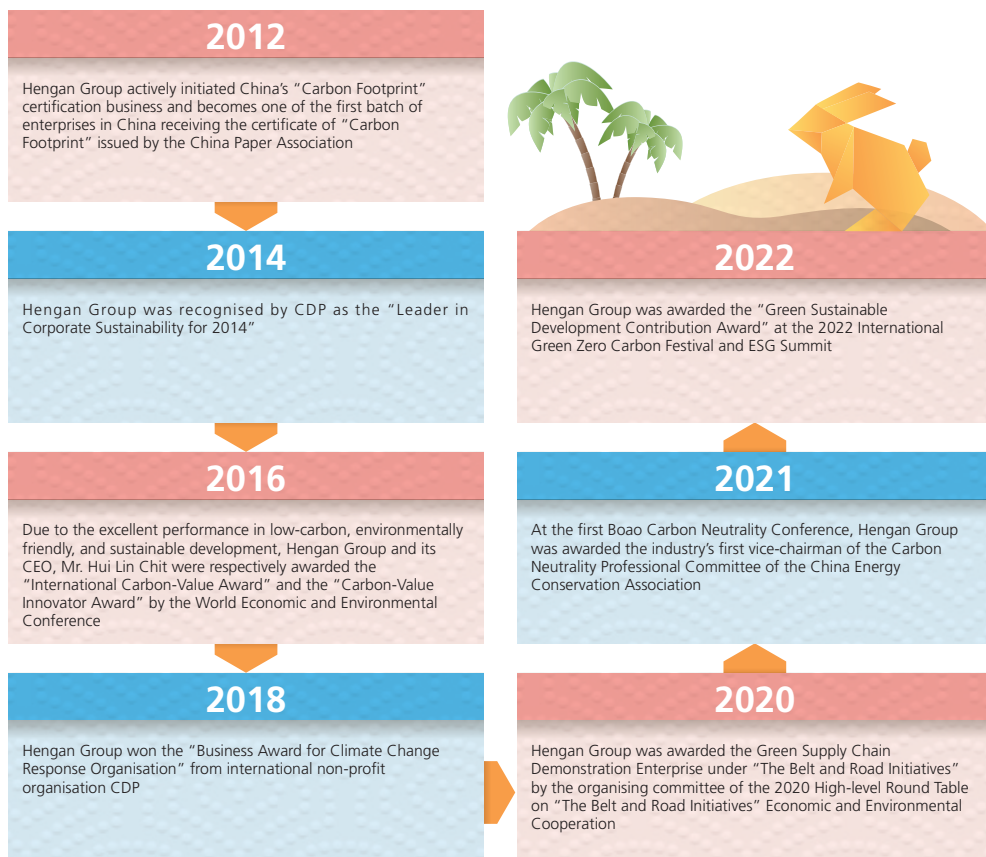 2012
Hengan Group actively initiated China’s “Carbon Footprint”
certification business and becomes one of the first batch of
enterprises in China receiving the certificate of “Carbon
Footprint” issued by the China Paper Association
2014
Hengan Group was recognised by CDP as the “Leader in
Corporate Sustainability for 2014”
2016
Due to the excellent performance in low-carbon, environmentally
friendly, and sustainable development, Hengan Group and its
CEO, Mr. Hui Lin Chit were respectively awarded the
“International Carbon-Value Award” and the “Carbon-Value
Innovator Award” by the World Economic and Environmental
Conference
2018
Hengan Group won the “Business Award for Climate Change
Response Organisation” from international non-profit
organisation CDP
2020
Hengan Group was awarded the Green Supply Chain
Demonstration Enterprise under “The Belt and Road Initiatives”
by the organising committee of the 2020 High-level Round Table
on “The Belt and Road Initiatives” Economic and Environmental
Cooperation
2021
At the first Boao Carbon Neutrality Conference, Hengan Group
was awarded the industry’s first vice-chairman of the Carbon
Neutrality Professional Committee of the China Energy
Conservation Association
2022
Hengan Group was awarded the “Green Sustainable
Development Contribution Award” at the 2022 International
Green Zero Carbon Festival and ESG Summit